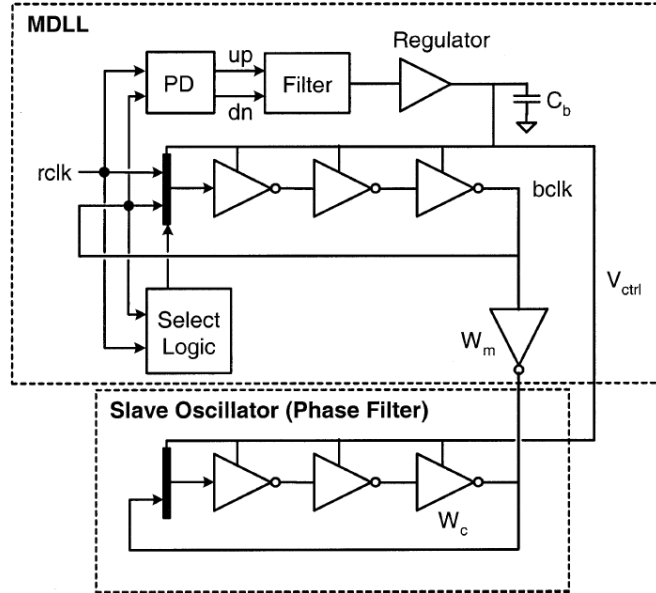 MDLL
Regulator
PD
up
dn
Filter
C_b
rclk
bclk
V_ctrl
Select
Logic
W_m
Slave Oscillator (Phase Filter)
W_c